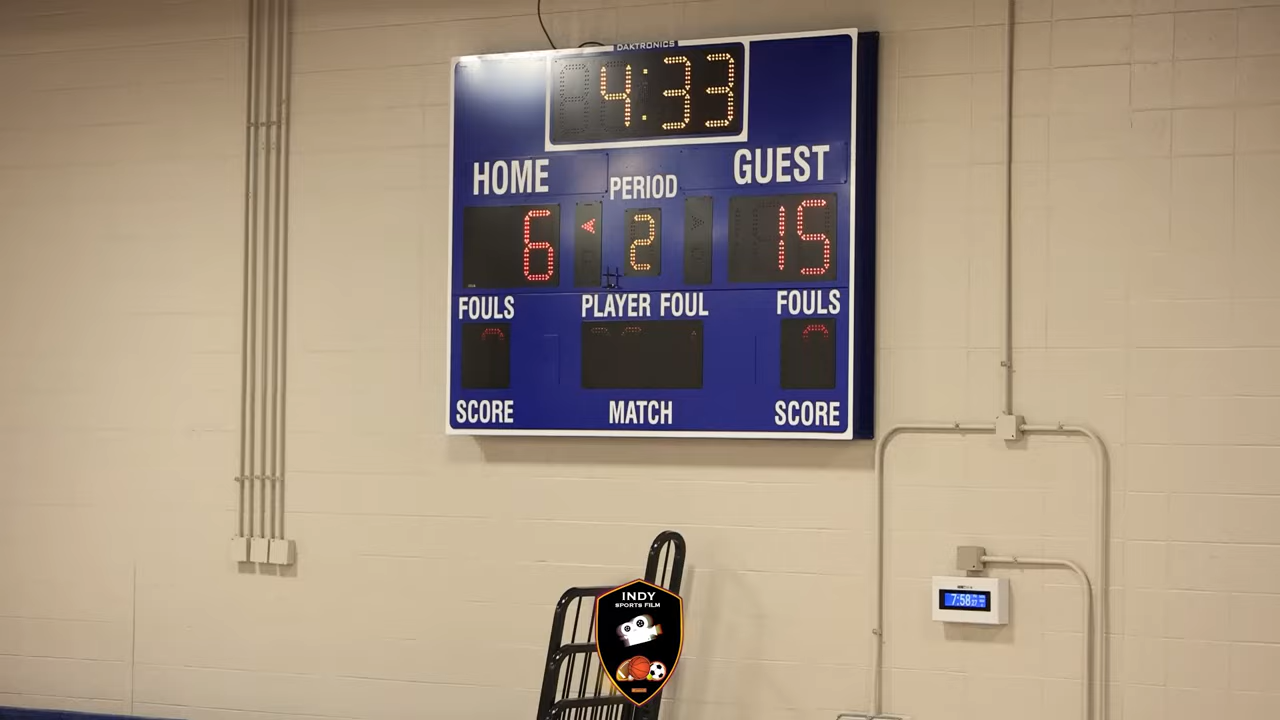 DAKTRONICS
4:33
HOME
PERIOD
GUEST
6
2
15
FOULS
PLAYER FOUL
FOULS
SCORE
MATCH
SCORE
7:58
INDY
SPORTS FILM